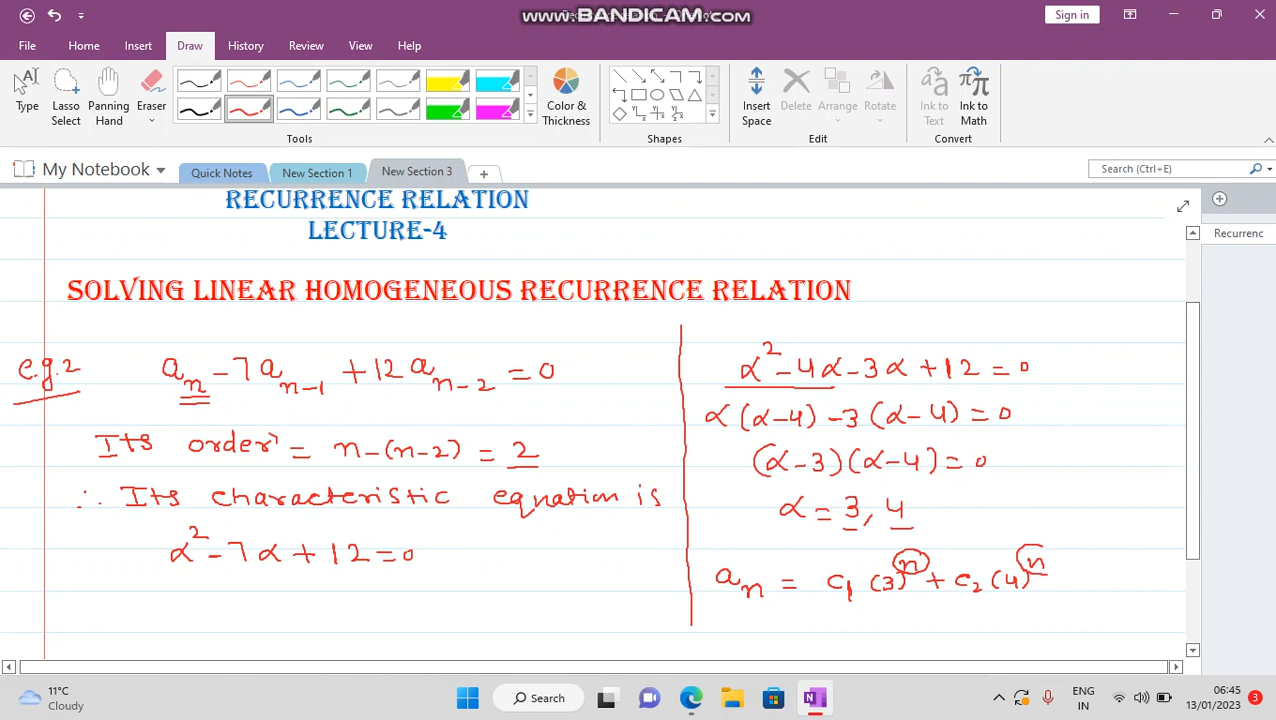 www.BANDICAM.com
Sign in
File Home Insert Draw History Review View Help
Type
Lasso Select
Panning Hand
Eraser
Color & Thickness
Insert Space
Delete
Arrange
Rotate
Ink to Text
Ink to Math
Tools
Shapes
Edit
Convert
My Notebook
Quick Notes
New Section 1
New Section 3
Search (Ctrl+E)
Recurrenc
RECURRENCE RELATION
LECTURE-4
SOLVING LINEAR HOMOGENEOUS RECURRENCE RELATION
e.g.2 aₙ - 7aₙ₋₁ + 12aₙ₋₂ = 0
Its order = n-(n-2) = 2
∴ Its characteristic equation is
α² - 7α + 12 = 0
α² - 4α - 3α + 12 = 0
α(α-4) - 3(α-4) = 0
(α-3)(α-4) = 0
α = 3, 4
aₙ = c₁(3)ⁿ + c₂(4)ⁿ
11°C
Cloudy
Search
ENG
IN
06:45
13/01/2023
3